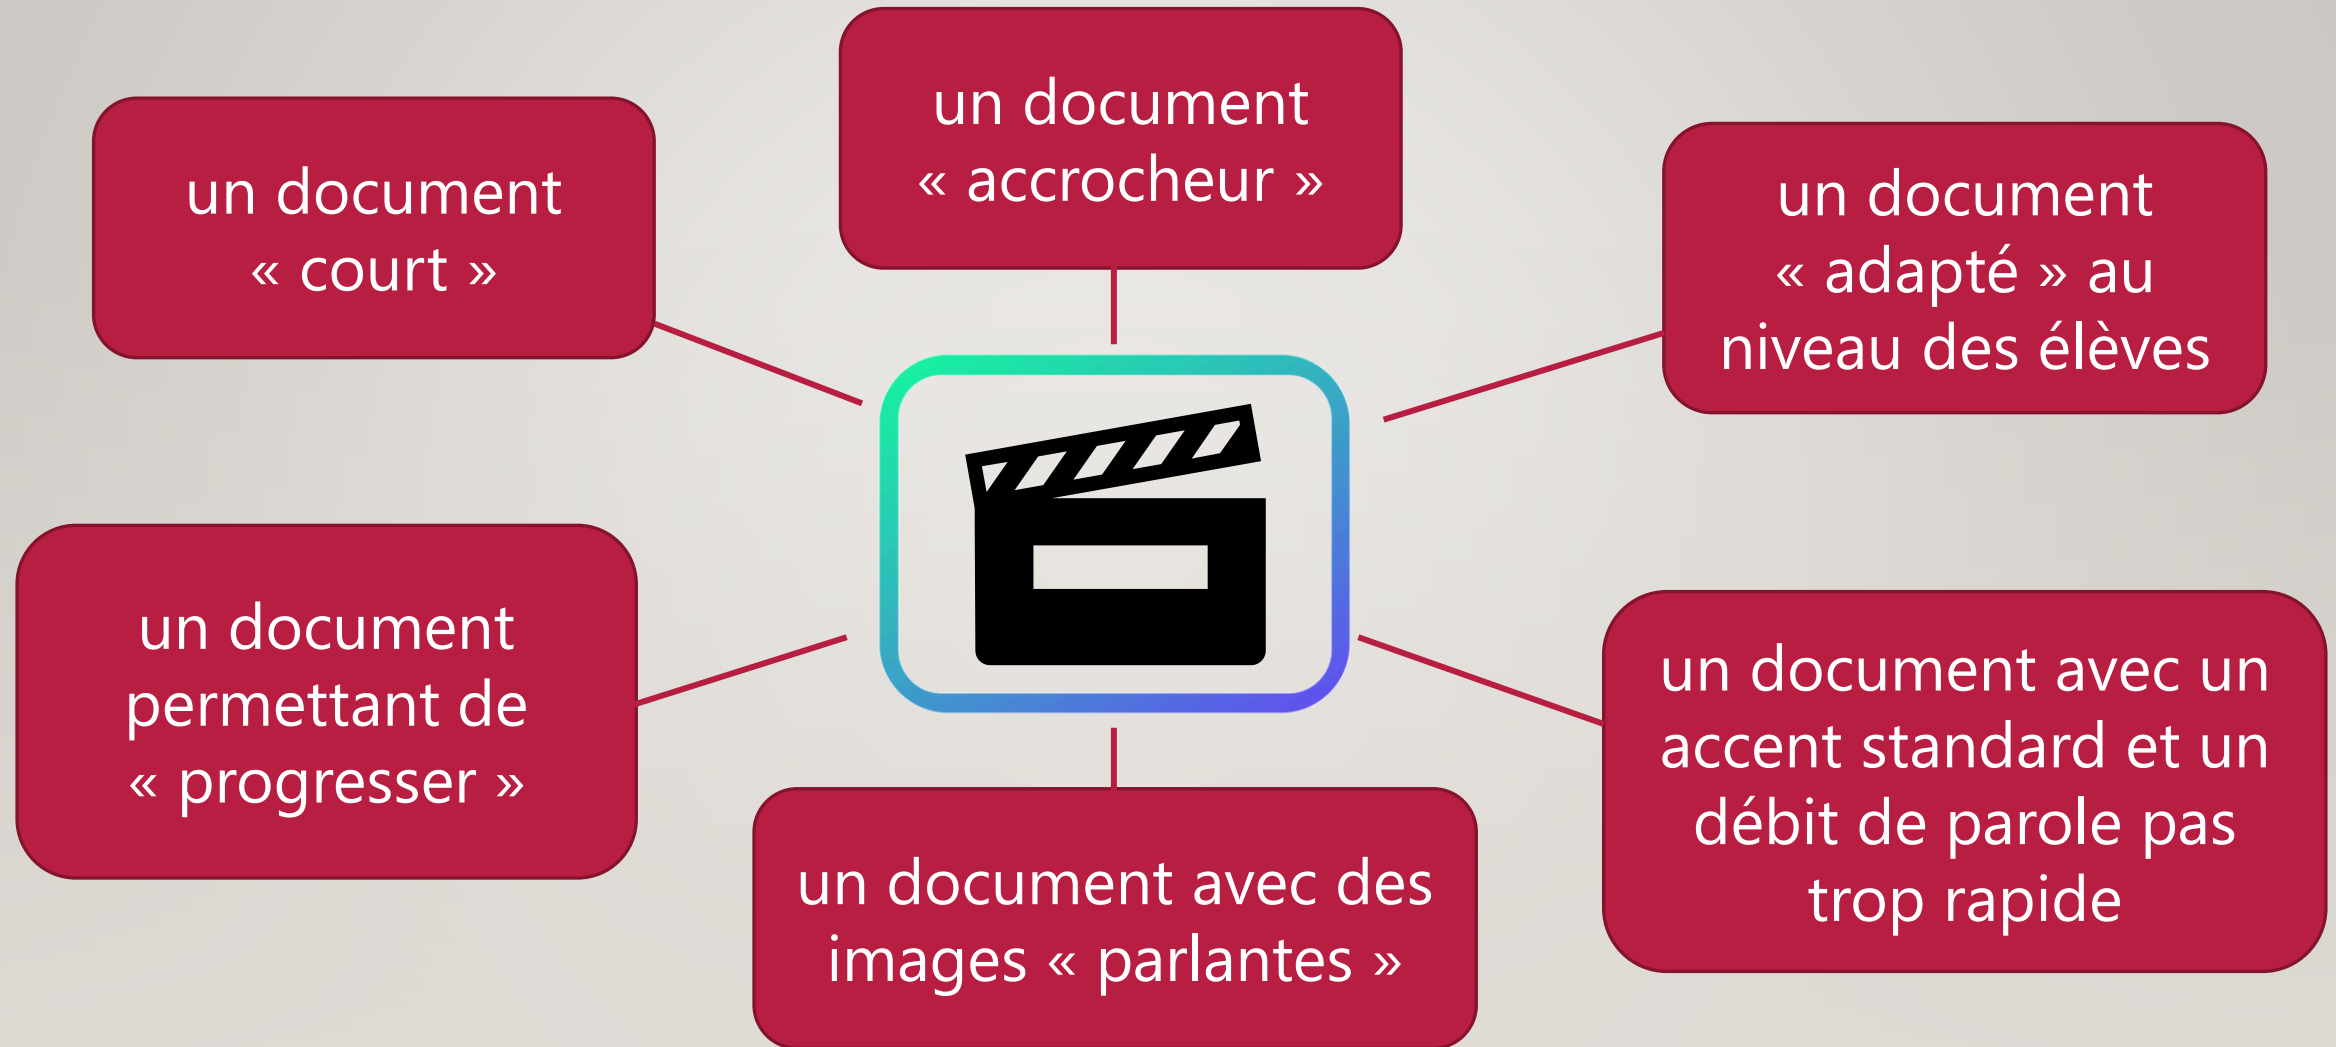 un document
« court »
un document
« accrocheur »
un document
« adapté » au
niveau des élèves
un document
permettant de
« progresser »
un document avec des
images « parlantes »
un document avec un
accent standard et un
débit de parole pas
trop rapide